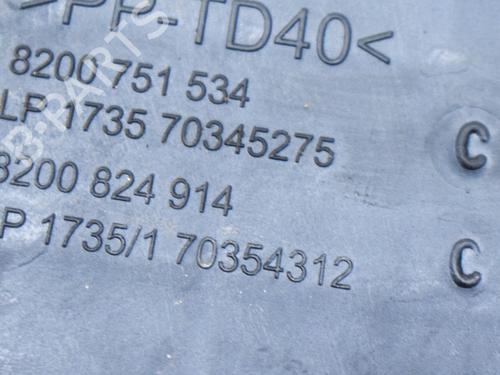 >PP-TD40<
8200 751 534
LP 1735 70345275 C
8200 824 914
P 1735/1 70354312 C
B-PARTS